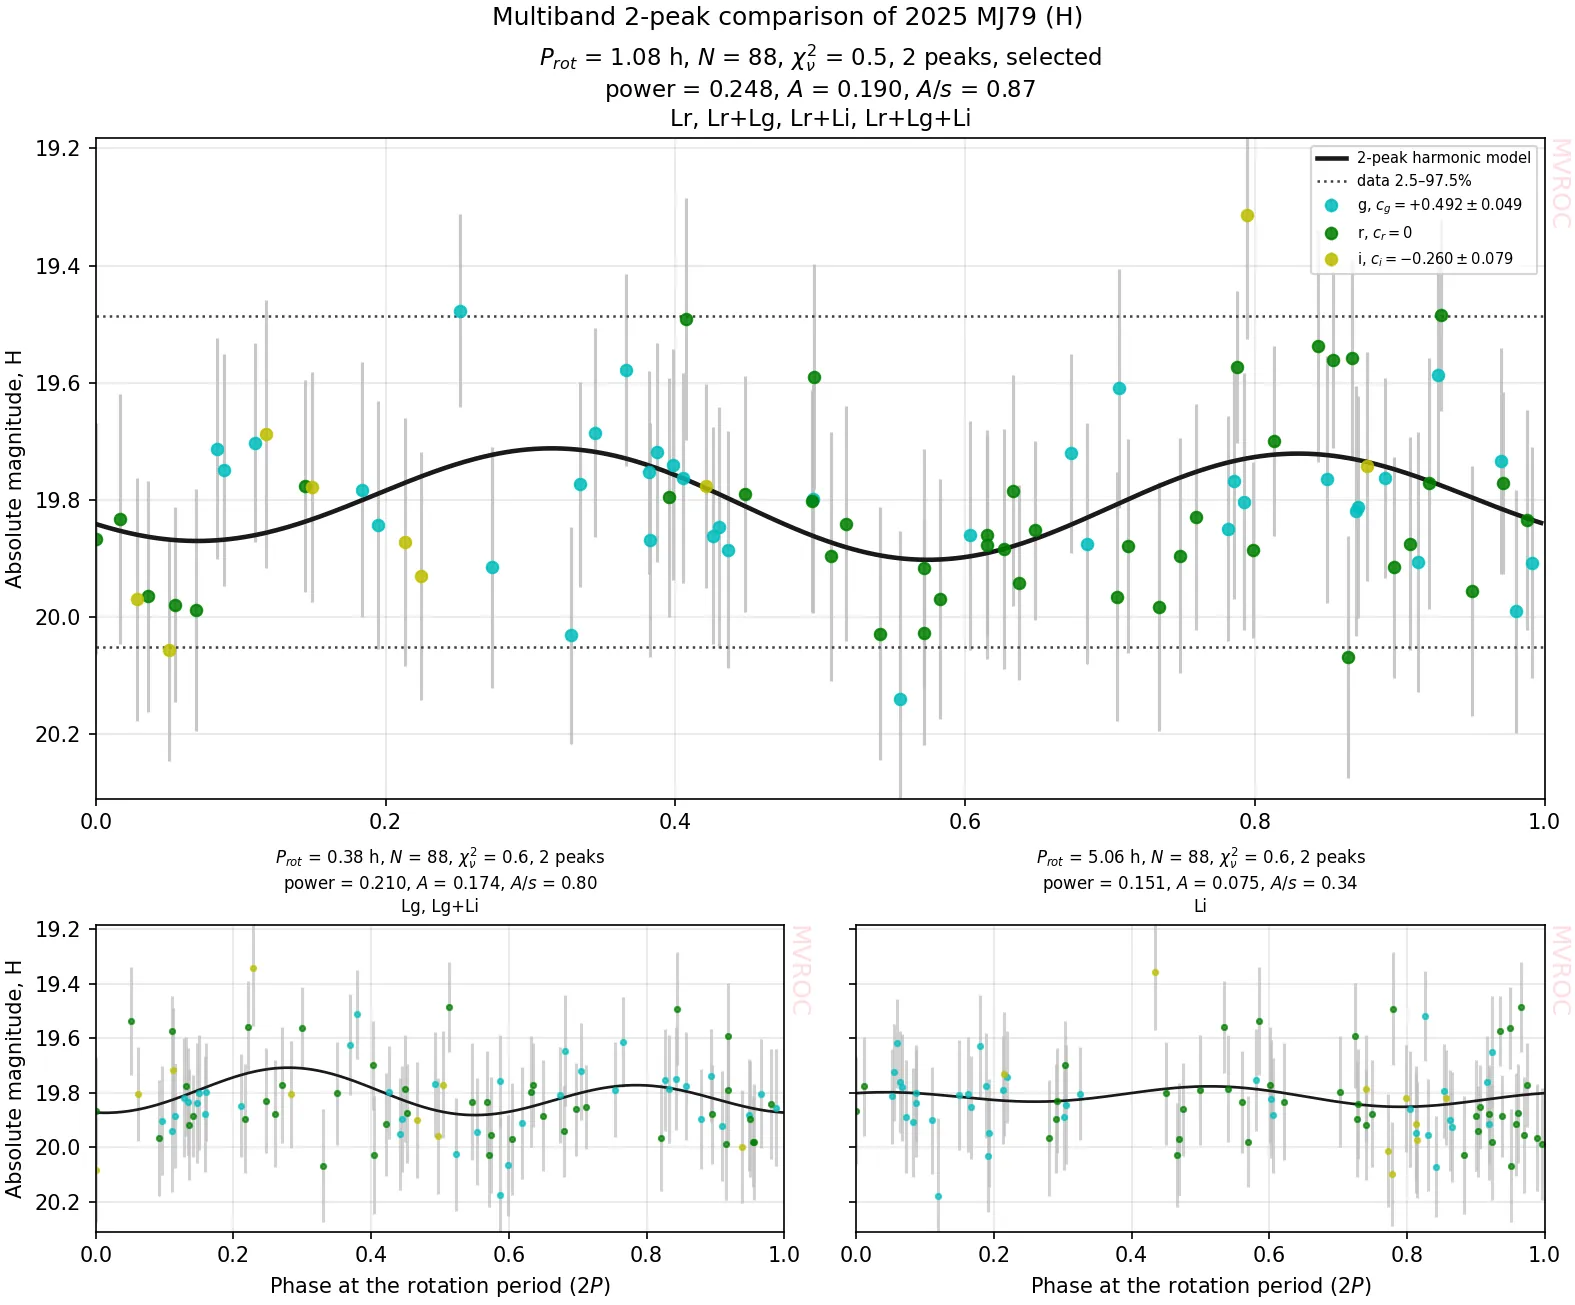 Multiband 2-peak comparison of 2025 MJ79 (H)
P_rot = 1.08 h, N = 88, χ²_ν = 0.5, 2 peaks, selected
power = 0.248, A = 0.190, A/s = 0.87
Lr, Lr+Lg, Lr+Li, Lr+Lg+Li
MVROC
2-peak harmonic model
data 2.5–97.5%
g, c_g = +0.492 ± 0.049
r, c_r = 0
i, c_i = −0.260 ± 0.079
Absolute magnitude, H
19.2
19.4
19.6
19.8
20.0
20.2
0.0 0.2 0.4 0.6 0.8 1.0
P_rot = 0.38 h, N = 88, χ²_ν = 0.6, 2 peaks
power = 0.210, A = 0.174, A/s = 0.80
Lg, Lg+Li
MVROC
Absolute magnitude, H
19.2
19.4
19.6
19.8
20.0
20.2
0.0 0.2 0.4 0.6 0.8 1.0
Phase at the rotation period (2P)
P_rot = 5.06 h, N = 88, χ²_ν = 0.6, 2 peaks
power = 0.151, A = 0.075, A/s = 0.34
Li
MVROC
0.0 0.2 0.4 0.6 0.8 1.0
Phase at the rotation period (2P)